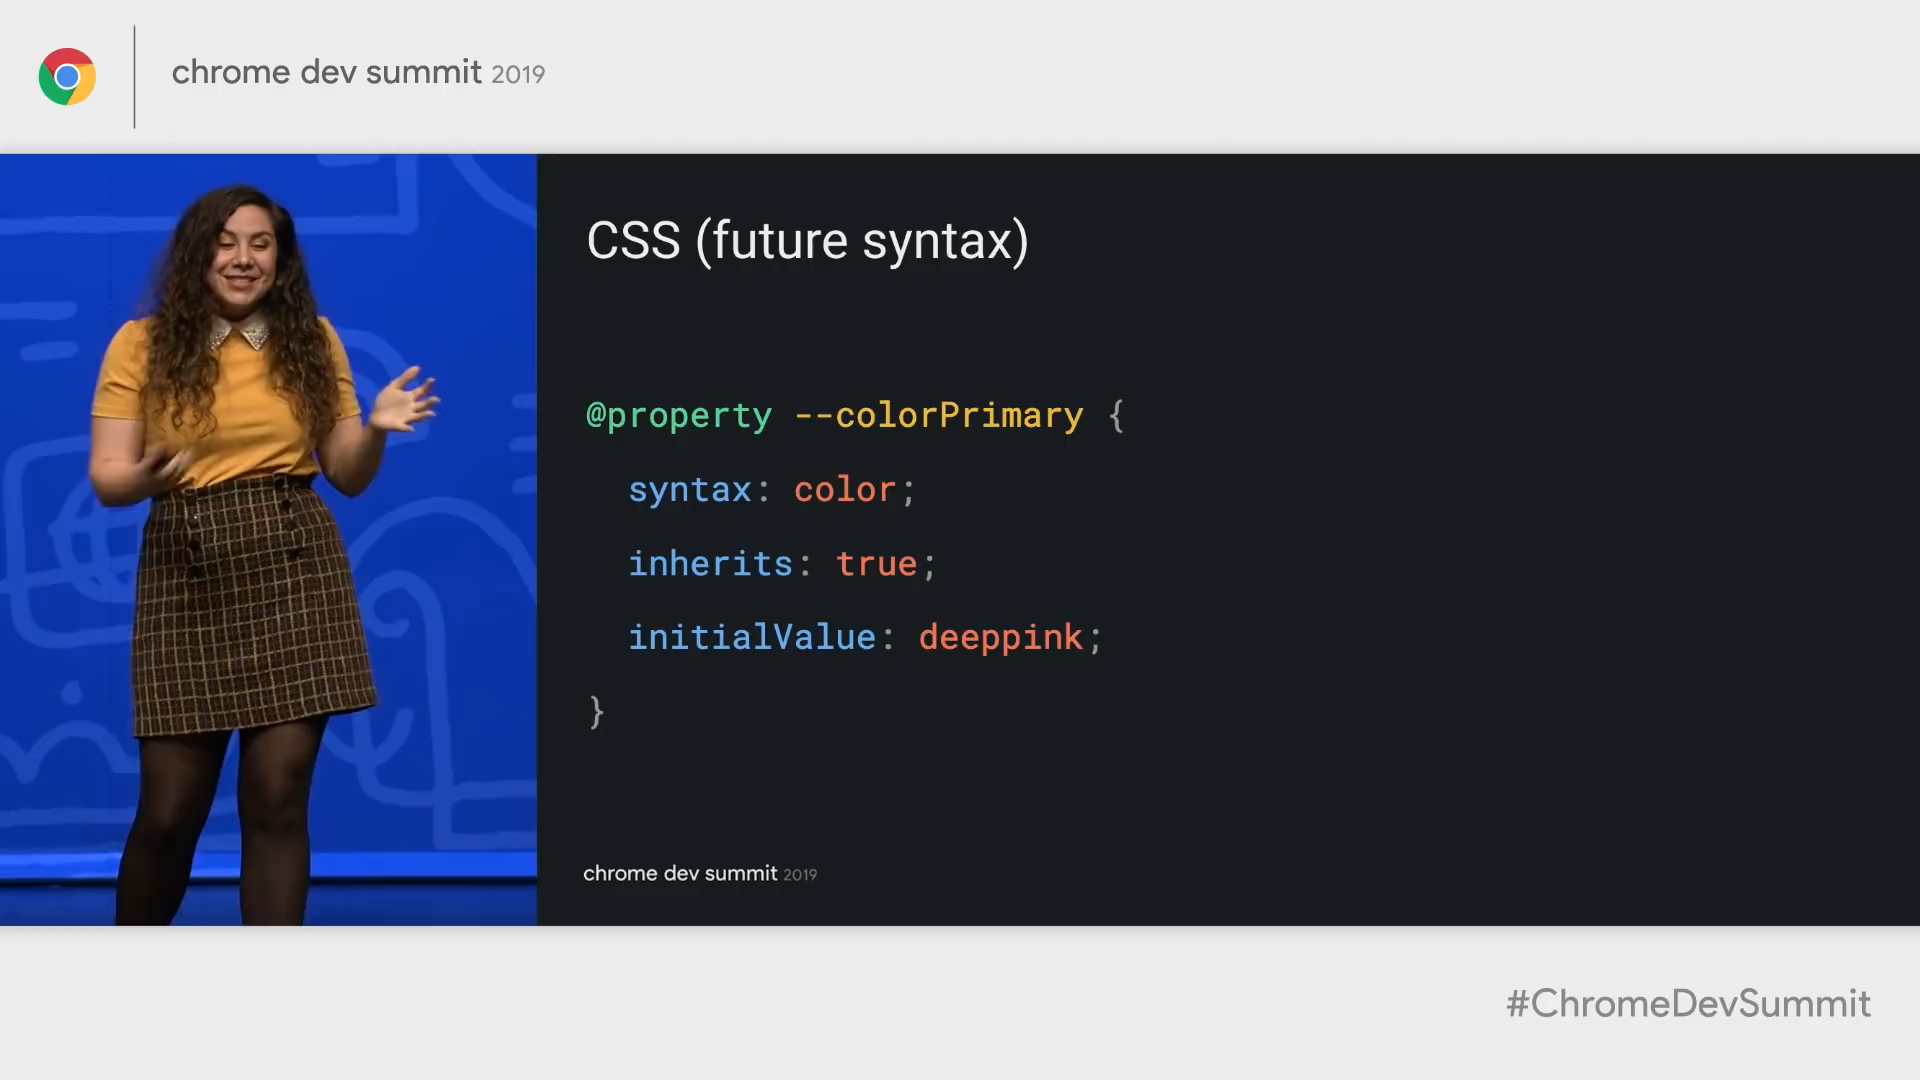 chrome dev summit 2019
CSS (future syntax)
@property --colorPrimary {
syntax: color;
inherits: true;
initialValue: deeppink;
}
chrome dev summit 2019
#ChromeDevSummit